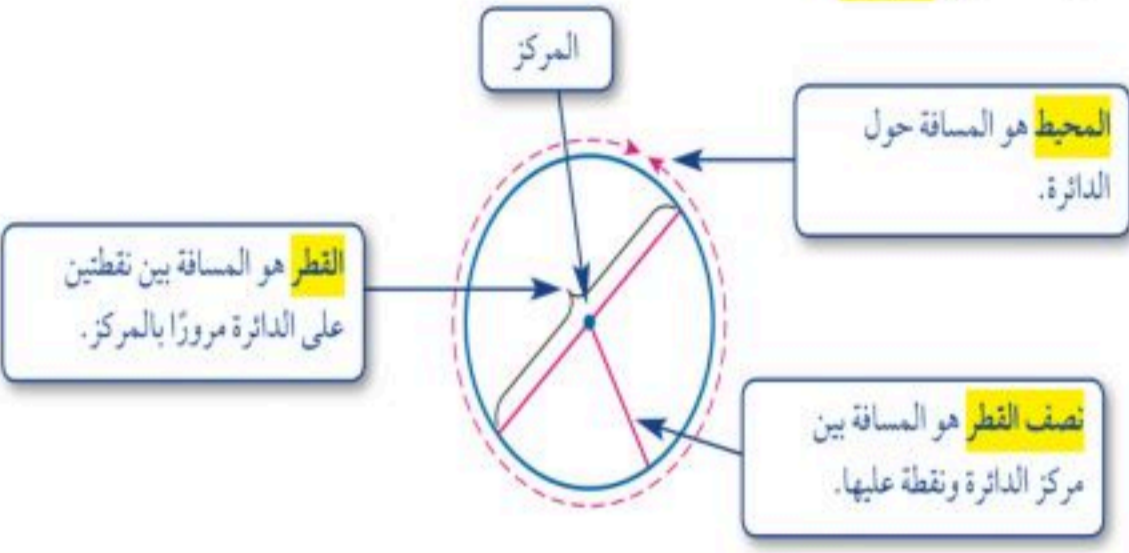 المركز
المحيط هو المسافة حول
الدائرة.
القطر هو المسافة بين نقطتين
على الدائرة مرورًا بالمركز.
نصف القطر هو المسافة بين
مركز الدائرة ونقطة عليها.